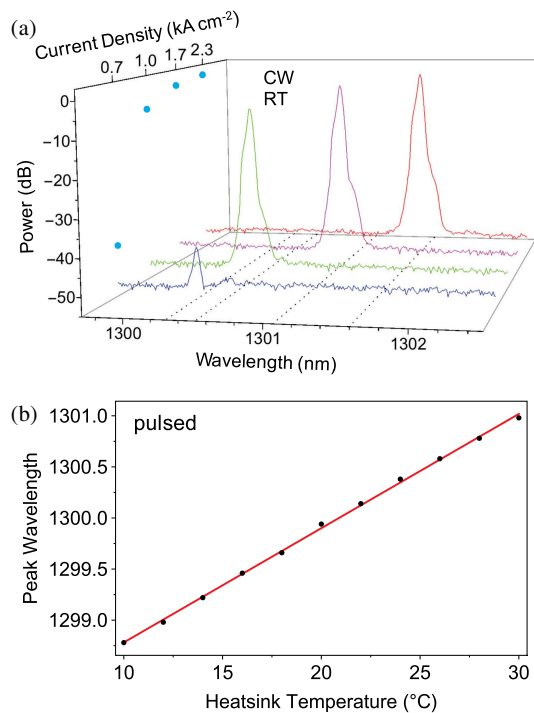 (a)
Current Density (kA cm⁻²)
0.7 1.0 1.7 2.3
CW
RT
Power (dB)
0
−10
−20
−30
−40
−50
1300 1301 1302
Wavelength (nm)
(b)
pulsed
Peak Wavelength
1301.0
1300.5
1300.0
1299.5
1299.0
10 15 20 25 30
Heatsink Temperature (°C)